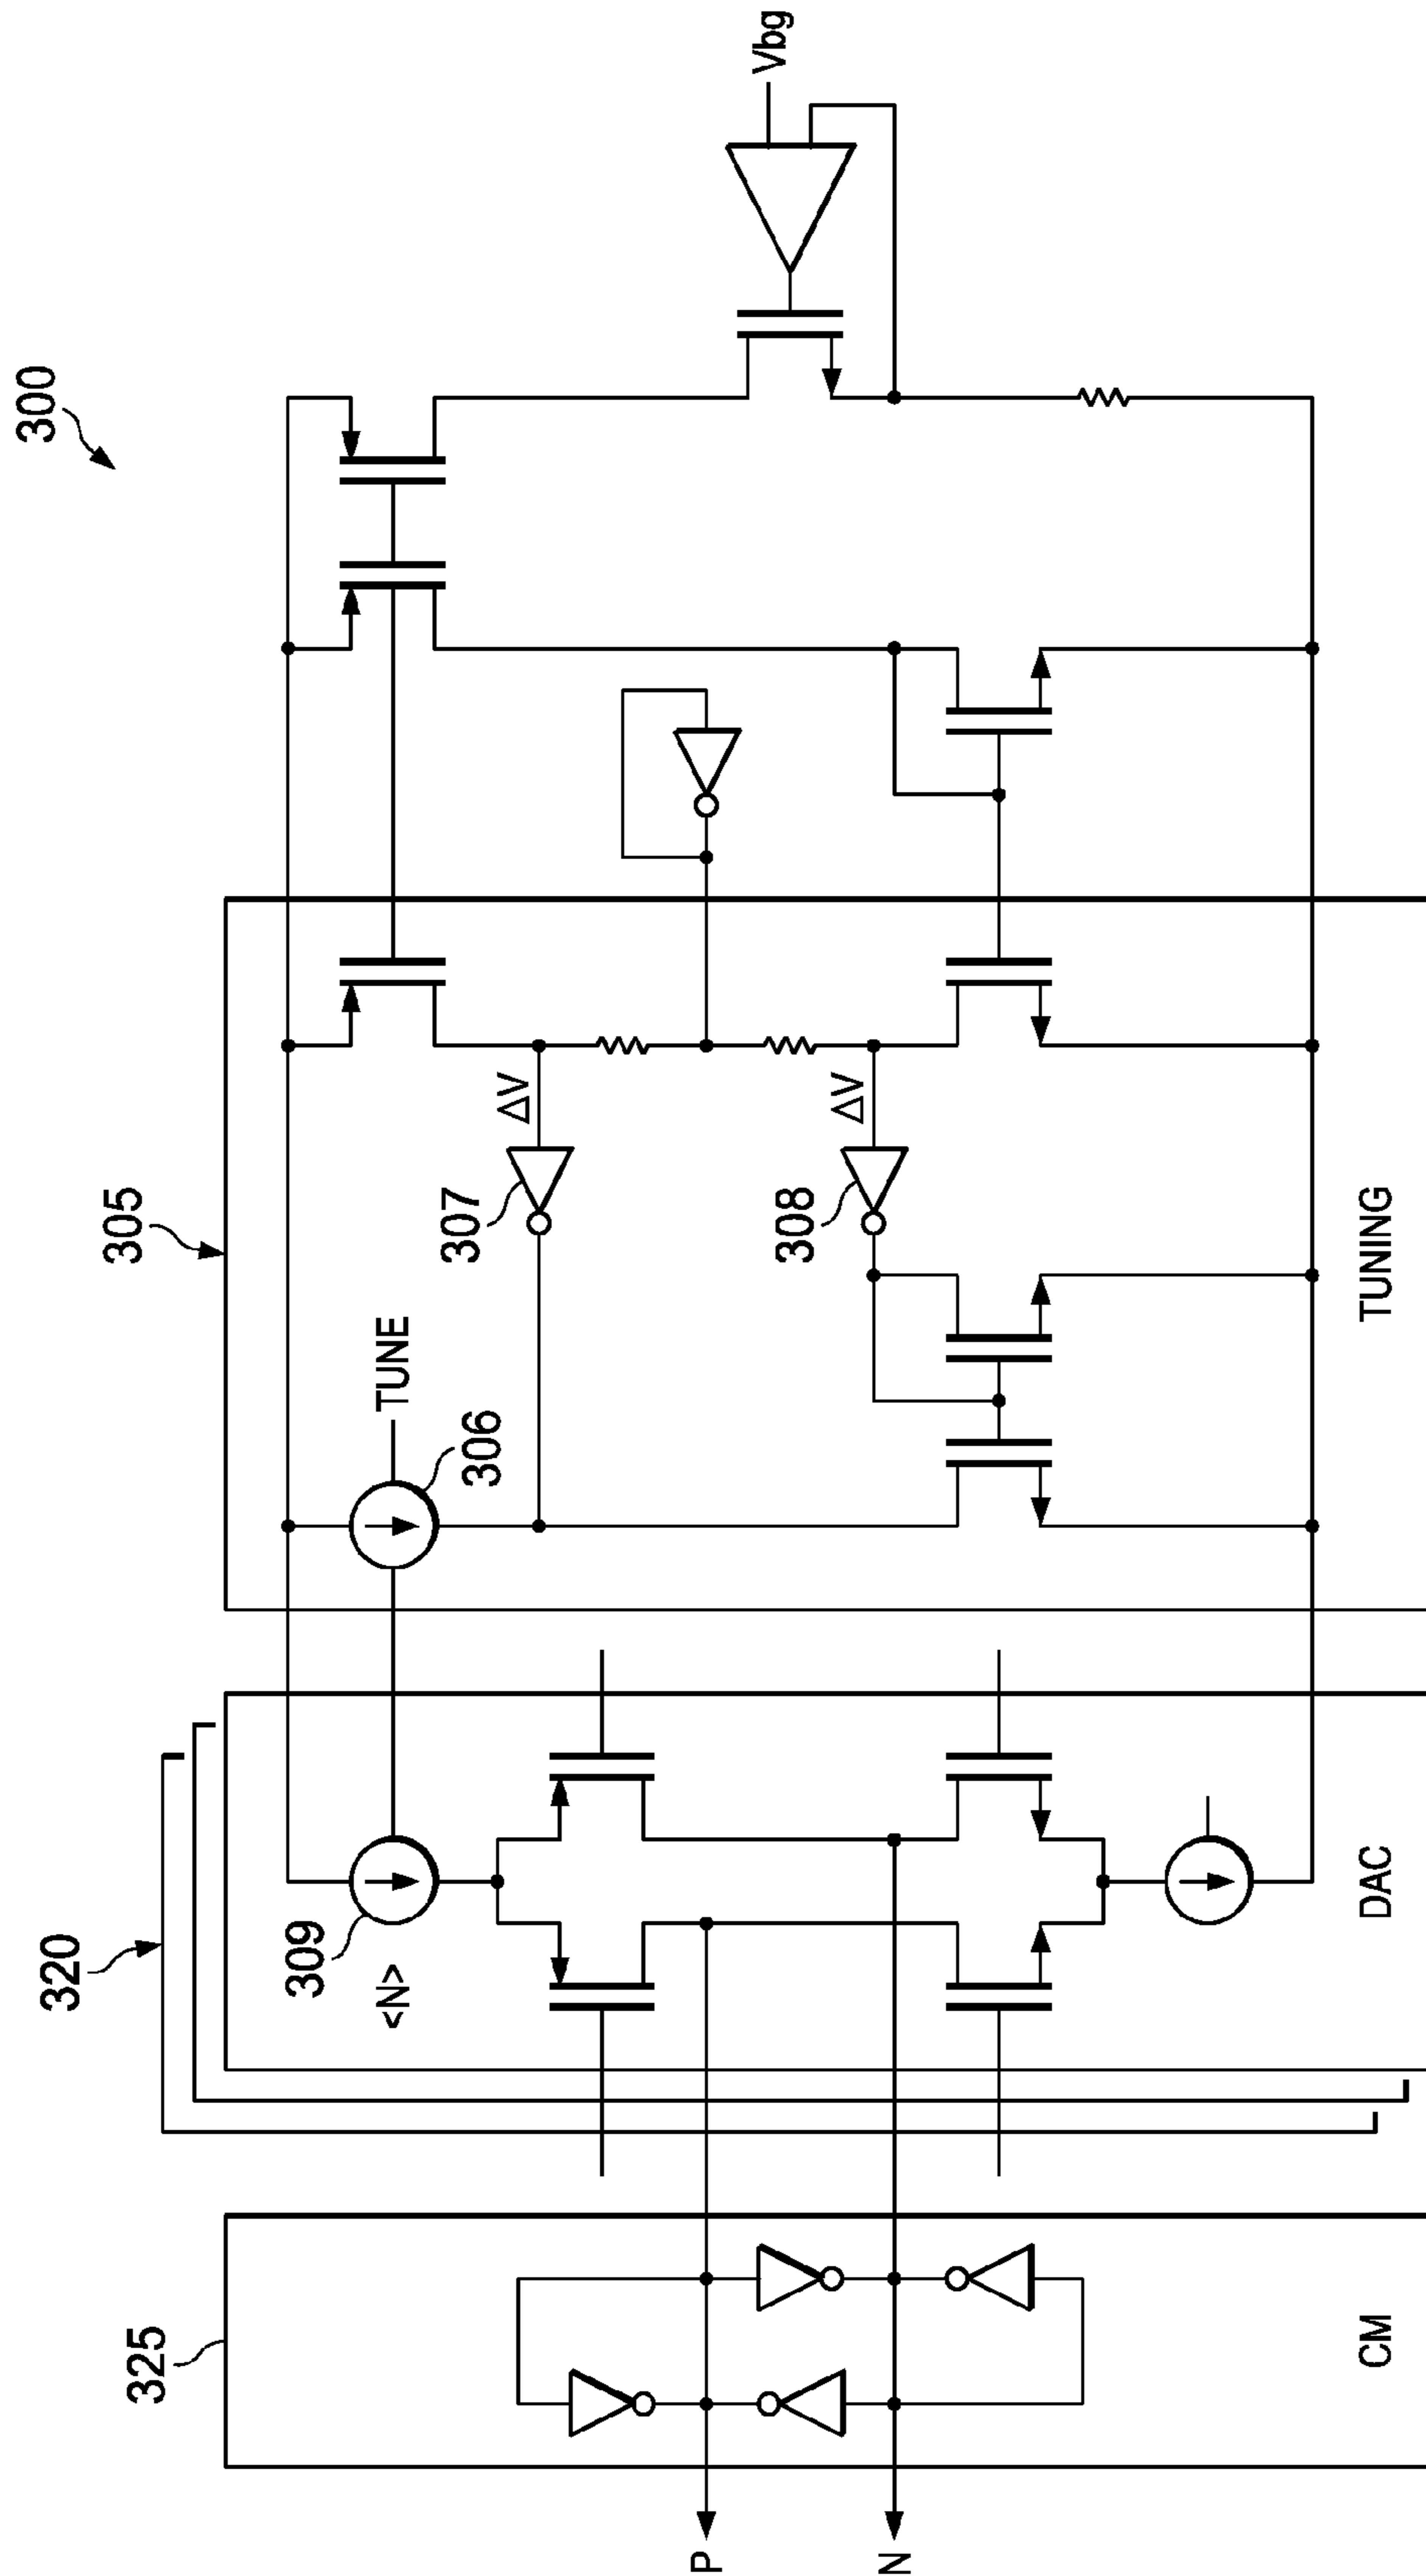 300
Vbg
305
TUNE
306
307
ΔV
308
ΔV
TUNING
320
309
<N>
DAC
325
CM
P
N